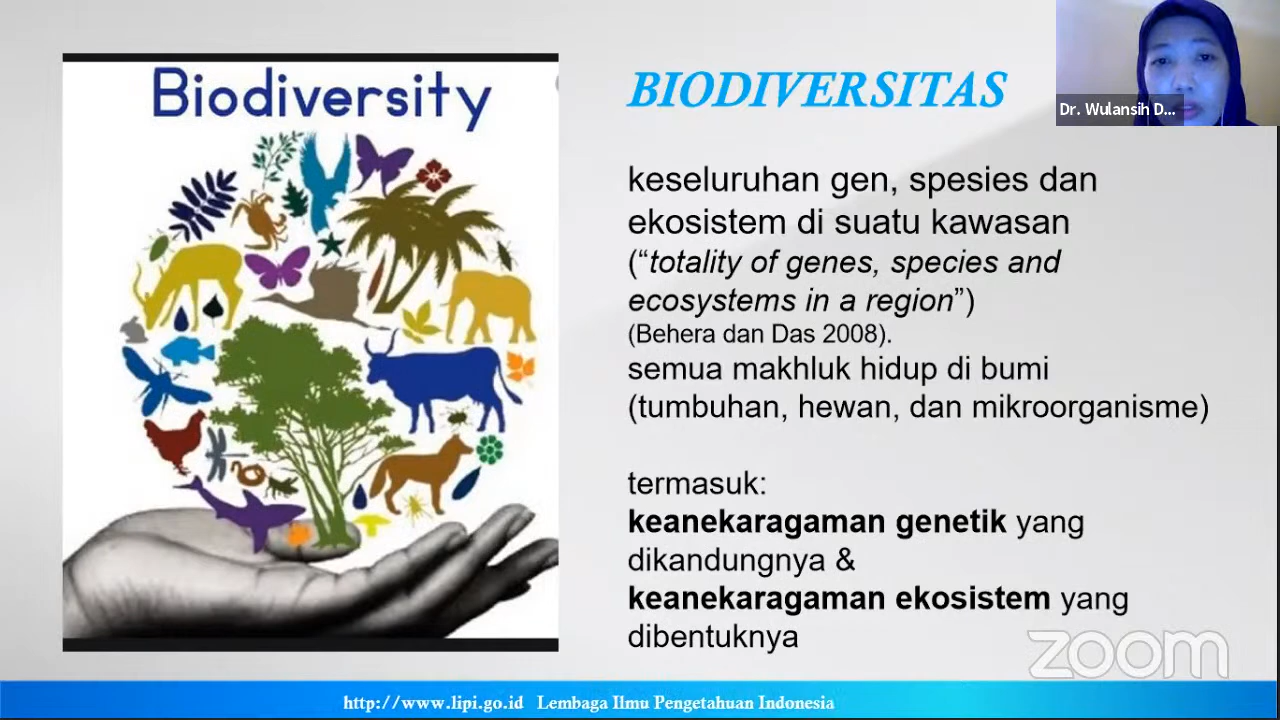 Biodiversity
BIODIVERSITAS
Dr. Wulansih D...
keseluruhan gen, spesies dan
ekosistem di suatu kawasan
(“totality of genes, species and
ecosystems in a region”)
(Behera dan Das 2008).
semua makhluk hidup di bumi
(tumbuhan, hewan, dan mikroorganisme)
termasuk:
keanekaragaman genetik yang
dikandungnya &
keanekaragaman ekosistem yang
dibentuknya
zoom
http://www.lipi.go.id Lembaga Ilmu Pengetahuan Indonesia